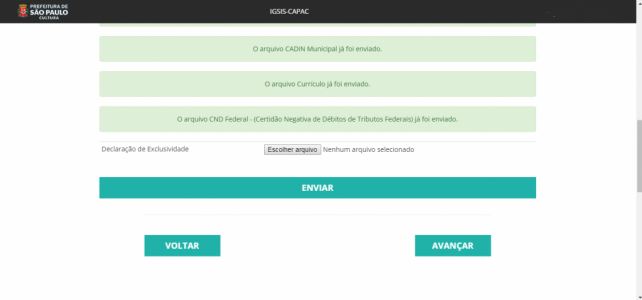 PREFEITURA DE
SÃO PAULO
CULTURA
IGSIS-CAPAC
O arquivo CADIN Municipal já foi enviado.
O arquivo Currículo já foi enviado.
O arquivo CND Federal - (Certidão Negativa de Débitos de Tributos Federais) já foi enviado.
Declaração de Exclusividade Escolher arquivo Nenhum arquivo selecionado
ENVIAR
VOLTAR AVANÇAR